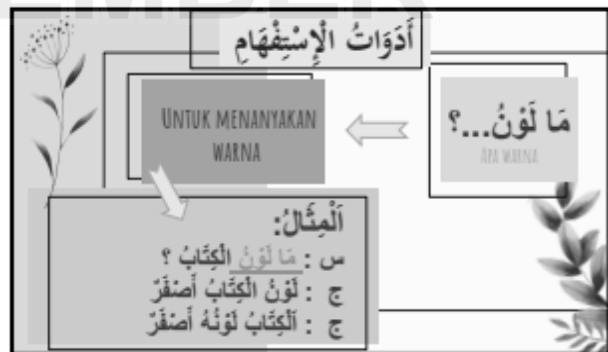 أَدَوَاتُ الْإِسْتِفْهَامِ
مَا لَوْنُ...؟
APA WARNA
UNTUK MENANYAKAN
WARNA
اَلْمِثَالُ:
س : مَا لَوْنُ الْكِتَابُ ؟
ج : لَوْنُ الْكِتَابُ أَصْفَرٌ
ج : اَلْكِتَابُ لَوْنُهُ أَصْفَرٌ